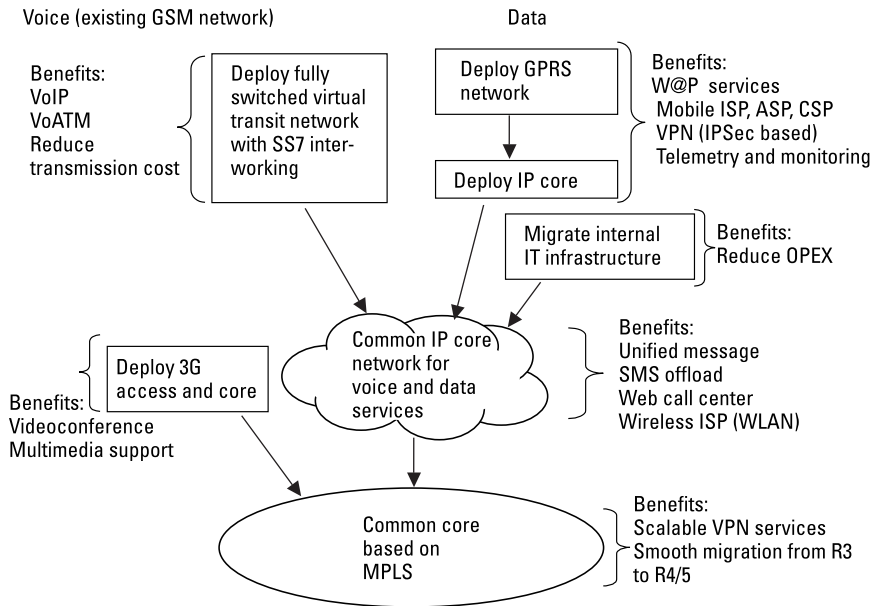 Voice (existing GSM network)
Data
Benefits:
VoIP
VoATM
Reduce
transmission cost
Deploy fully
switched virtual
transit network
with SS7 inter-
working
Deploy GPRS
network
Deploy IP core
Benefits:
W@P services
Mobile ISP, ASP, CSP
VPN (IPSec based)
Telemetry and monitoring
Migrate internal
IT infrastructure
Benefits:
Reduce OPEX
Common IP core
network for
voice and data
services
Benefits:
Unified message
SMS offload
Web call center
Wireless ISP (WLAN)
Deploy 3G
access and core
Benefits:
Videoconference
Multimedia support
Common core
based on
MPLS
Benefits:
Scalable VPN services
Smooth migration from R3
to R4/5